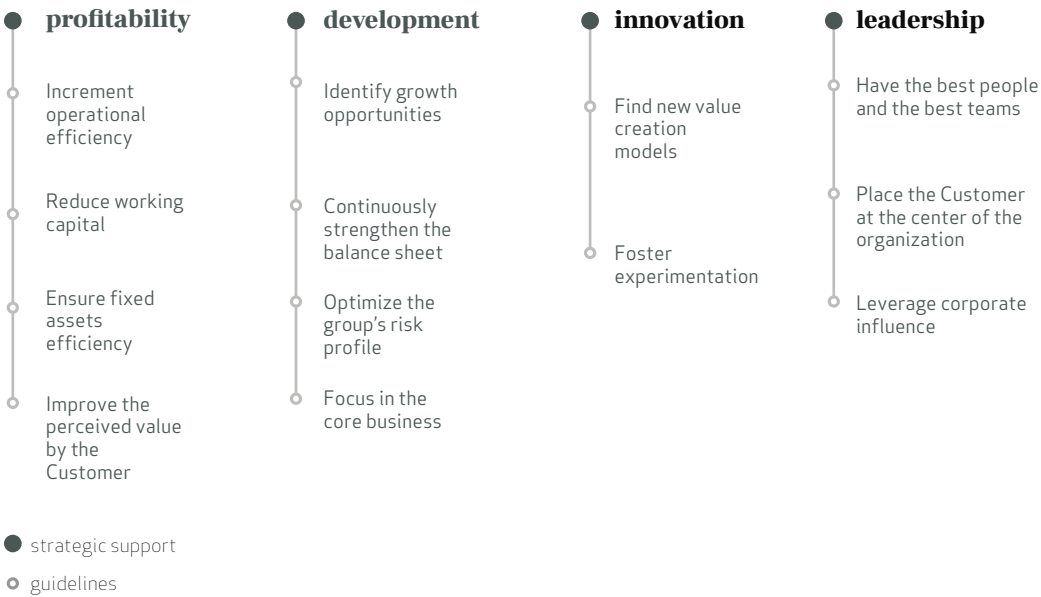 profitability
Increment
operational
efficiency
Reduce working
capital
Ensure fixed
assets
efficiency
Improve the
perceived value
by the
Customer
development
Identify growth
opportunities
Continuously
strengthen the
balance sheet
Optimize the
group's risk
profile
Focus in the
core business
innovation
Find new value
creation
models
Foster
experimentation
leadership
Have the best people
and the best teams
Place the Customer
at the center of the
organization
Leverage corporate
influence
strategic support
guidelines